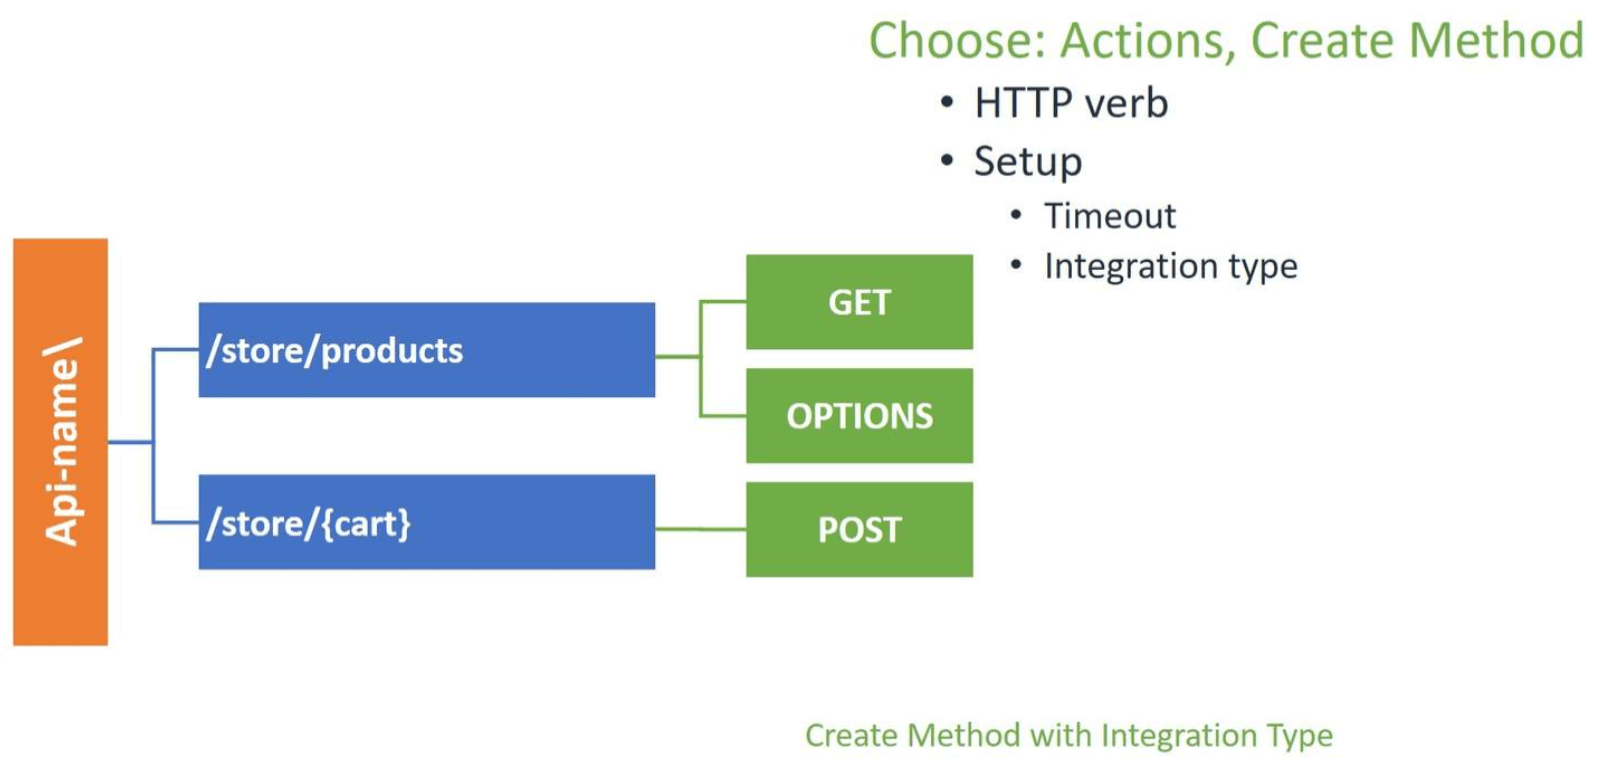 Choose: Actions, Create Method
• HTTP verb
• Setup
• Timeout
• Integration type
Api-name\
/store/products
GET
OPTIONS
/store/{cart}
POST
Create Method with Integration Type